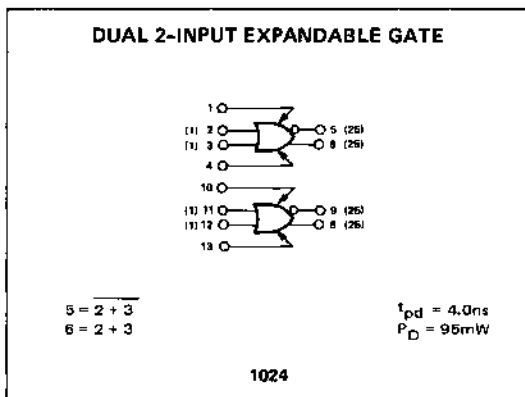 DUAL 2-INPUT EXPANDABLE GATE
1
(1) 2 5 (25)
(1) 3 6 (25)
4
10
(1) 11 9 (25)
(1) 12 8 (25)
13
5 = 2 + 3 tpd = 4.0ns
6 = 2 + 3 PD = 95mW
1024